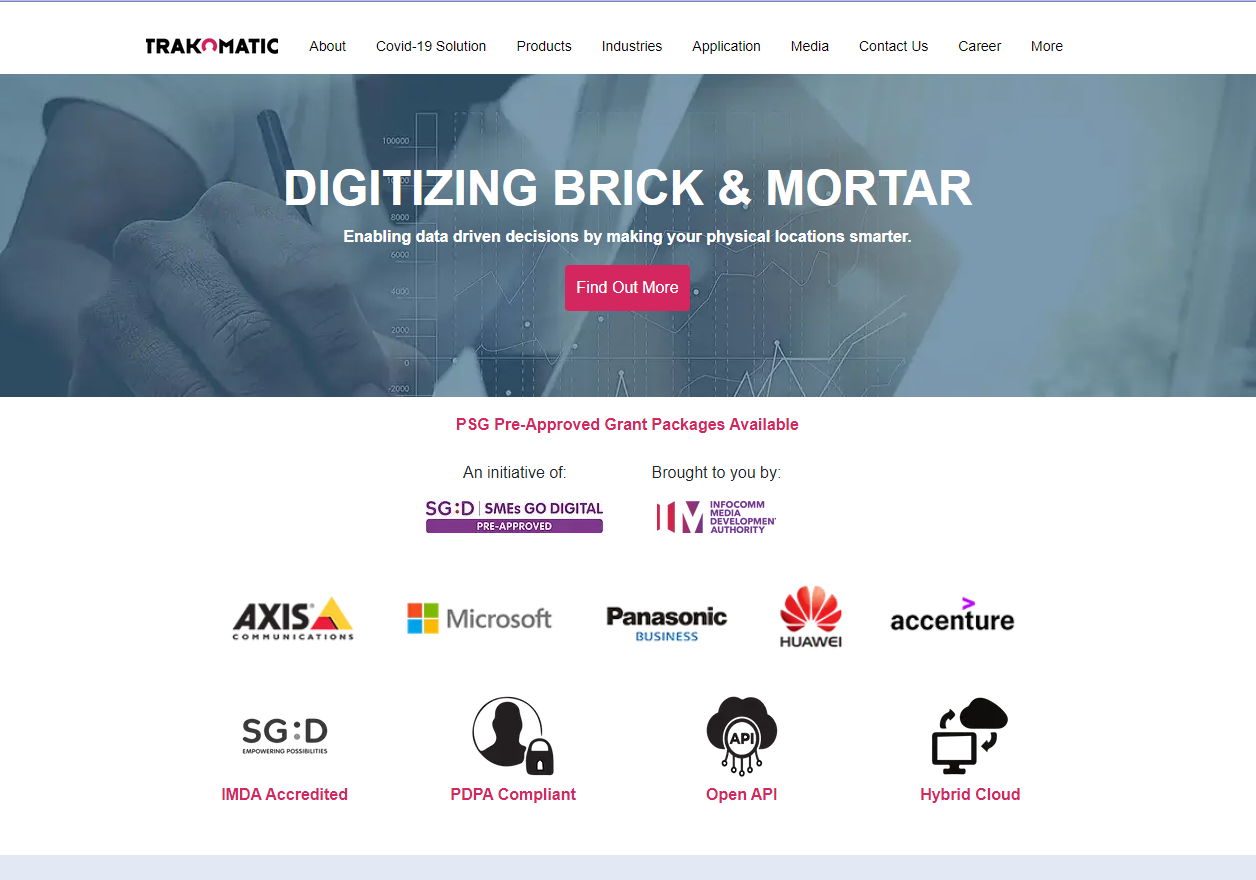 TRAKOMATIC
About
Covid-19 Solution
Products
Industries
Application
Media
Contact Us
Career
More
100000
DIGITIZING BRICK & MORTAR
8000
Enabling data driven decisions by making your physical locations smarter.
6000
Find Out More
4000
2000
0
-2000
PSG Pre-Approved Grant Packages Available
An initiative of:
Brought to you by:
SG:D | SMEs GO DIGITAL
PRE-APPROVED
INFOCOMM
MEDIA
DEVELOPMENT
AUTHORITY
AXIS
COMMUNICATIONS
Microsoft
Panasonic
BUSINESS
HUAWEI
accenture
SG:D
EMPOWERING POSSIBILITIES
API
IMDA Accredited
PDPA Compliant
Open API
Hybrid Cloud